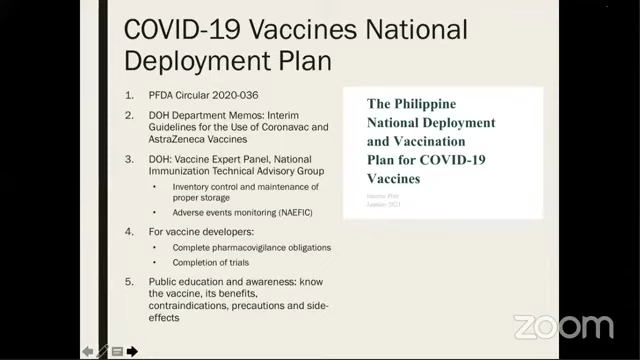 COVID-19 Vaccines National
Deployment Plan
1. PFDA Circular 2020-036
2. DOH Department Memos: Interim
Guidelines for the Use of Coronavac and
AstraZeneca Vaccines
3. DOH: Vaccine Expert Panel, National
Immunization Technical Advisory Group
• Inventory control and maintenance of
proper storage
• Adverse events monitoring (NAEFIC)
4. For vaccine developers:
• Complete pharmacovigilance obligations
• Completion of trials
5. Public education and awareness: know
the vaccine, its benefits,
contraindications, precautions and side-
effects
The Philippine
National Deployment
and Vaccination
Plan for COVID-19
Vaccines
Interim Plan
January 2021
zoom